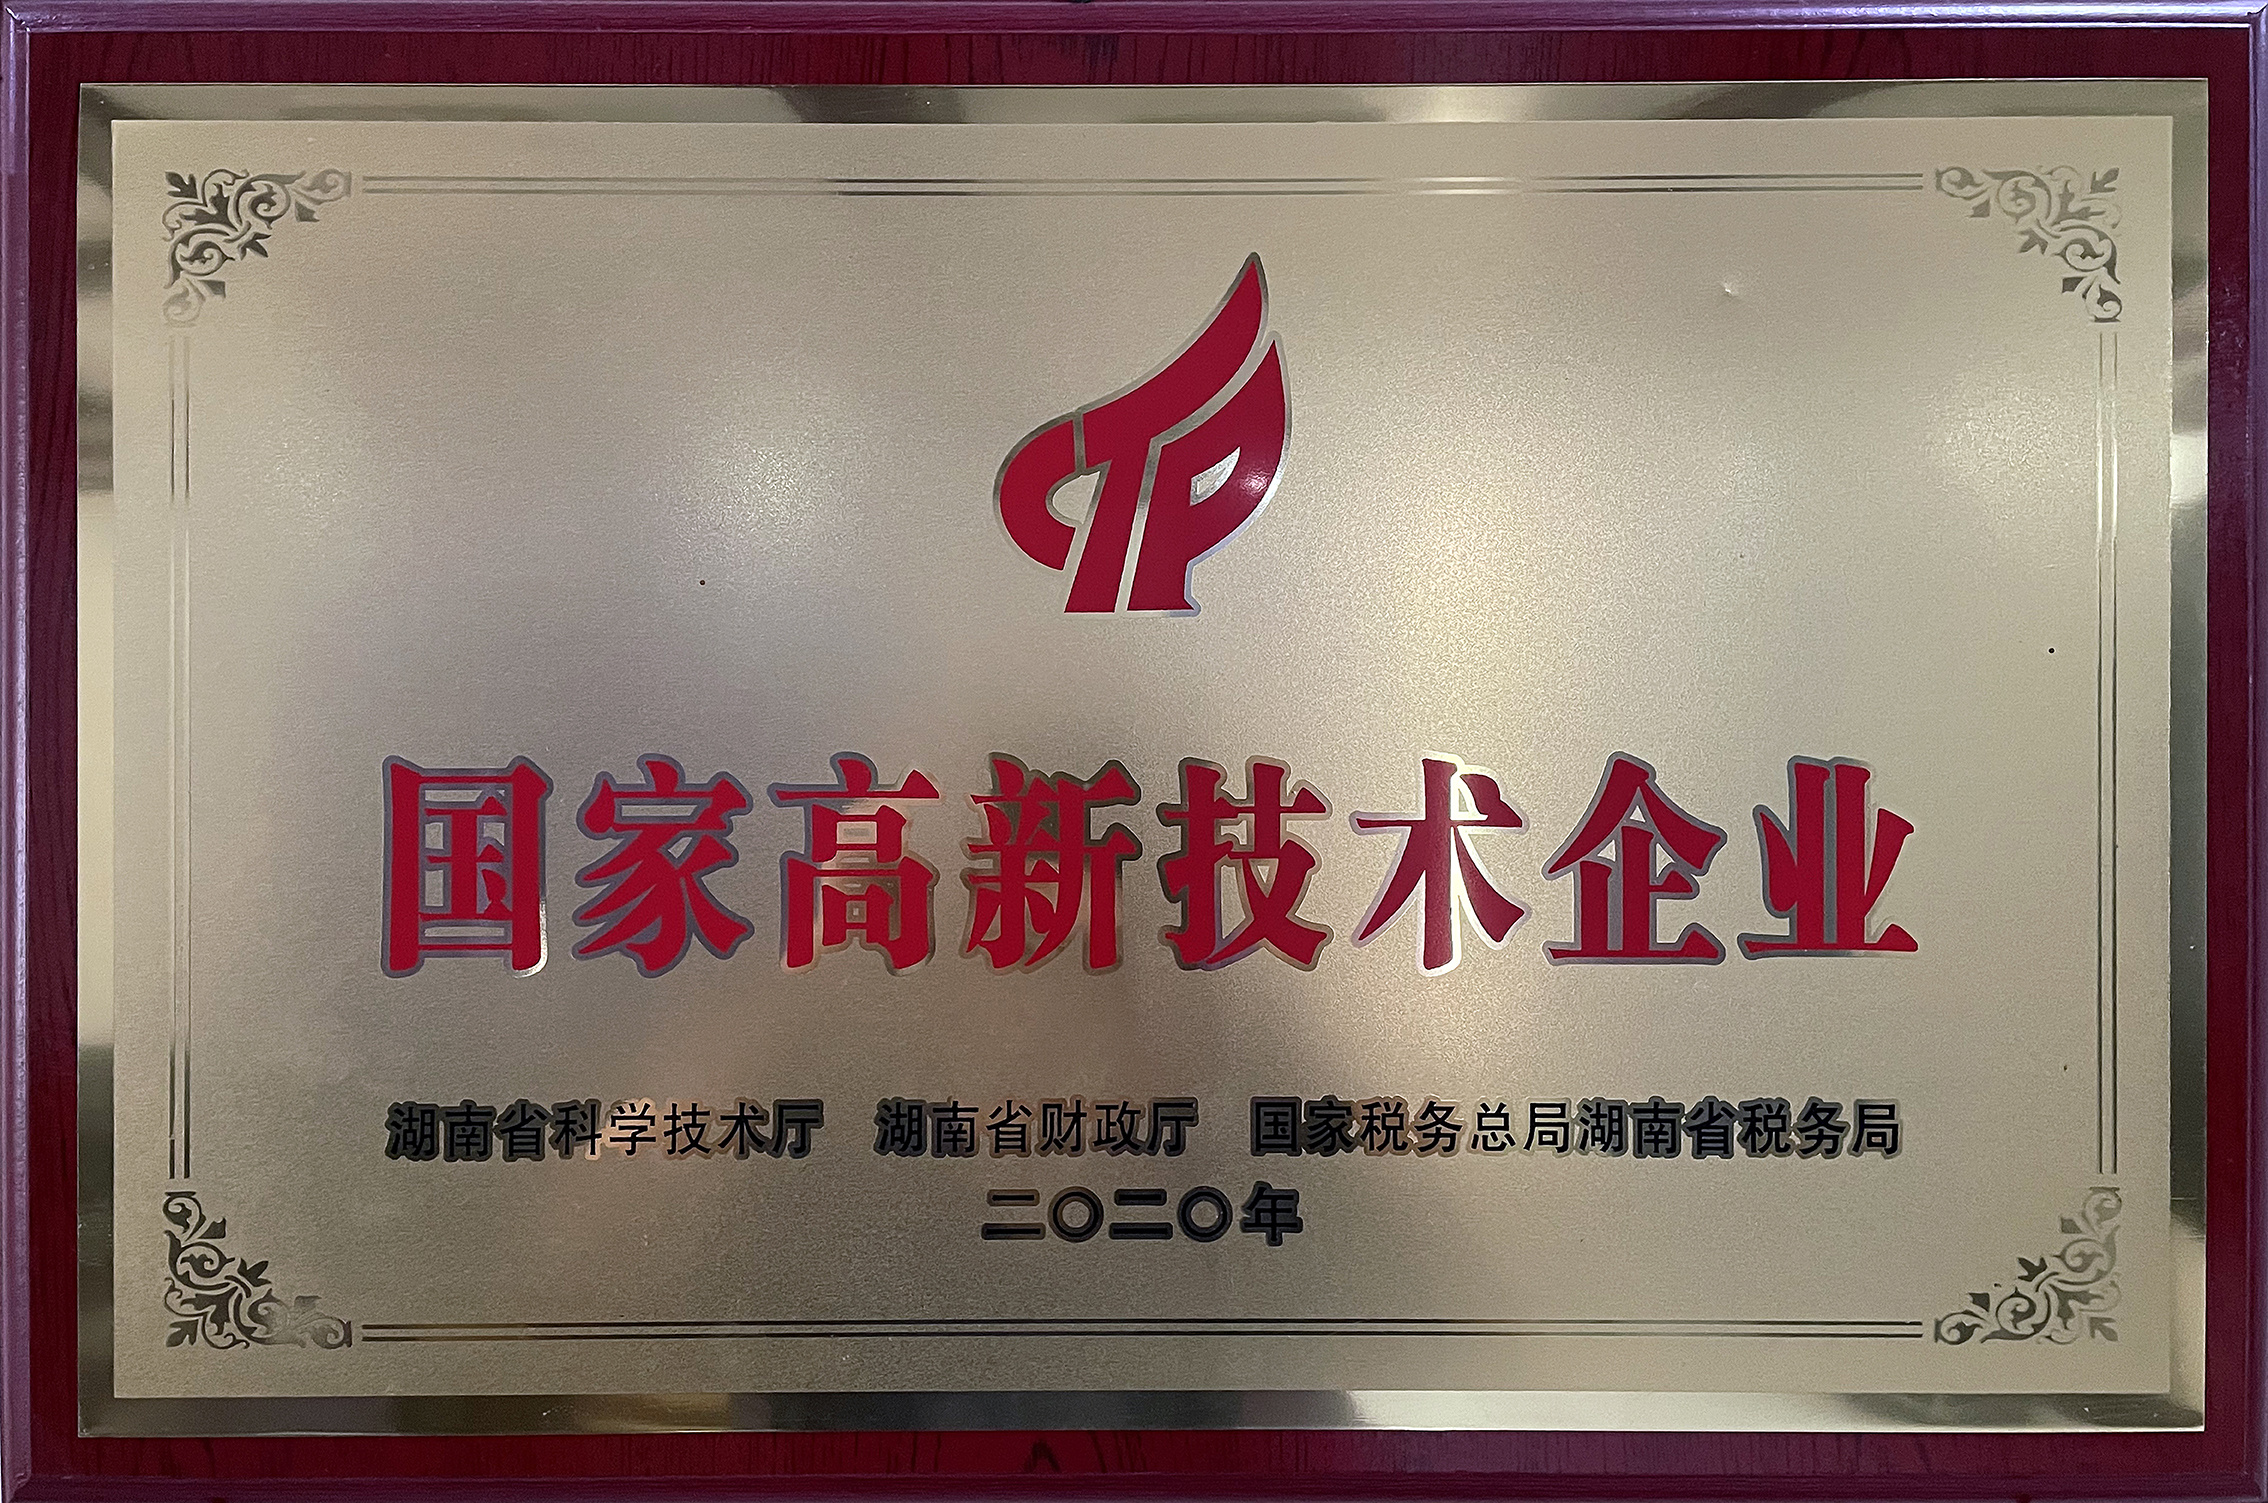 CTP
国家高新技术企业
湖南省科学技术厅 湖南省财政厅 国家税务总局湖南省税务局
二〇二〇年